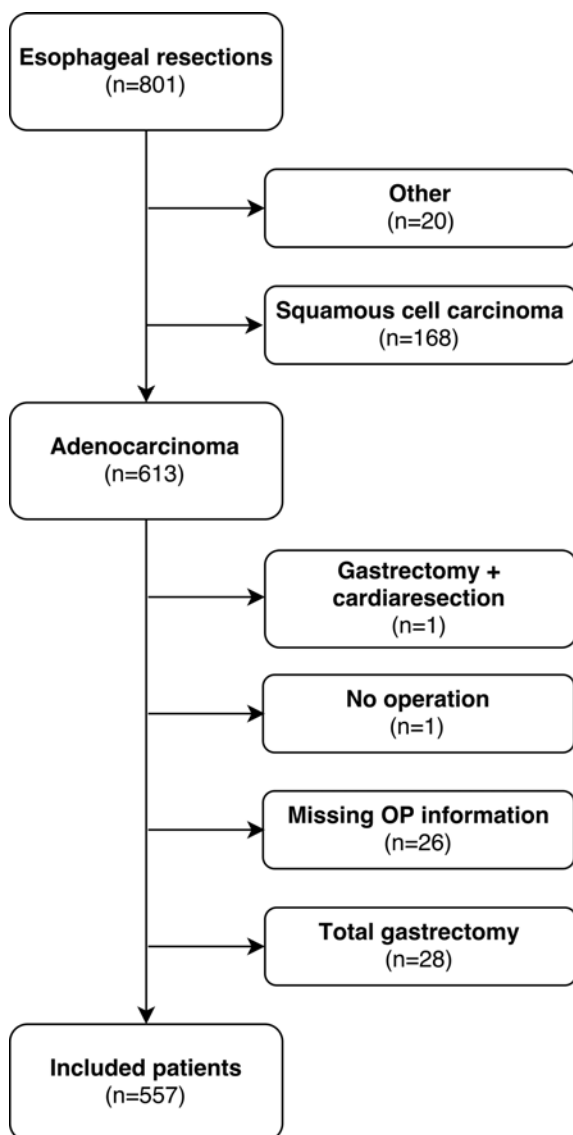 Esophageal resections
(n=801)
Other
(n=20)
Squamous cell carcinoma
(n=168)
Adenocarcinoma
(n=613)
Gastrectomy +
cardiaresection
(n=1)
No operation
(n=1)
Missing OP information
(n=26)
Total gastrectomy
(n=28)
Included patients
(n=557)